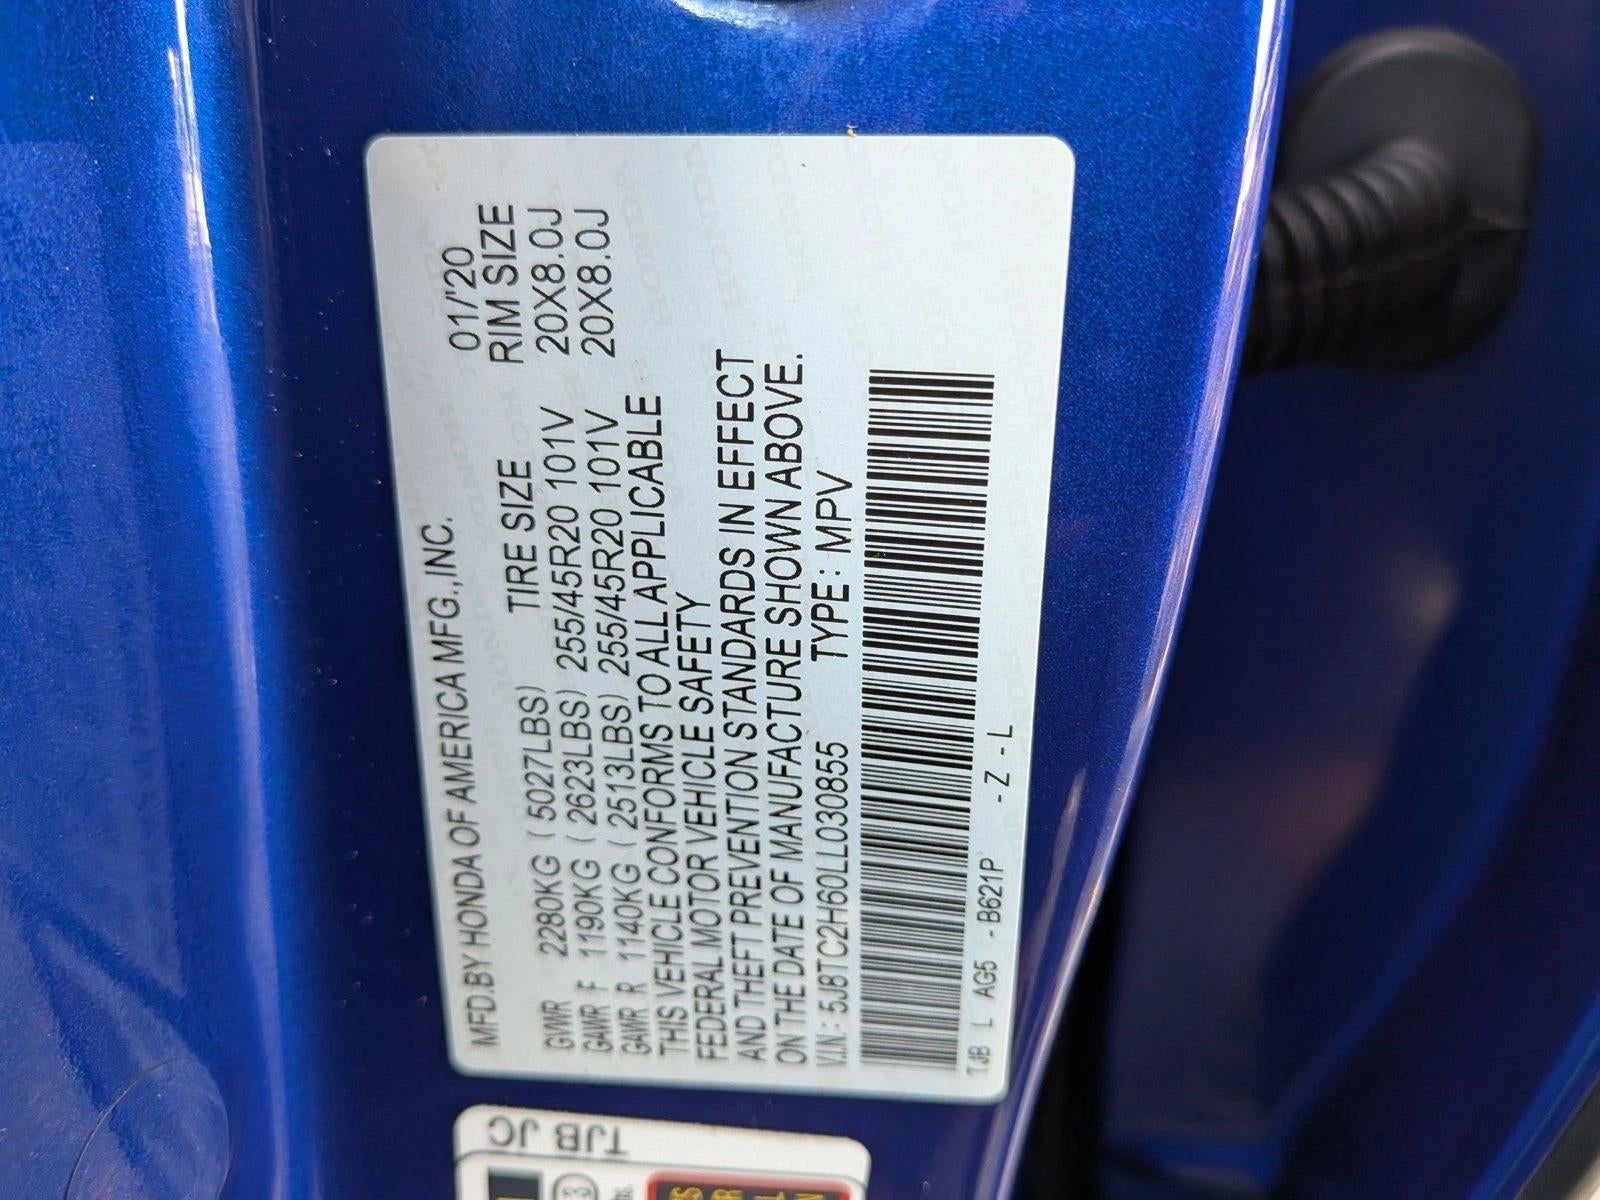 MFD.BY HONDA OF AMERICA MFG.,INC. 01/'20
TIRE SIZE RIM SIZE
GVWR 2280KG ( 5027LBS)
GAWR F 1190KG ( 2623LBS) 255/45R20 101V 20X8.0J
GAWR R 1140KG ( 2513LBS) 255/45R20 101V 20X8.0J
THIS VEHICLE CONFORMS TO ALL APPLICABLE
FEDERAL MOTOR VEHICLE SAFETY
AND THEFT PREVENTION STANDARDS IN EFFECT
ON THE DATE OF MANUFACTURE SHOWN ABOVE.
V.I.N.: 5J8TC2H60LL030855 TYPE: MPV
TJB L AG5 -B621P -Z-L
TJB JC